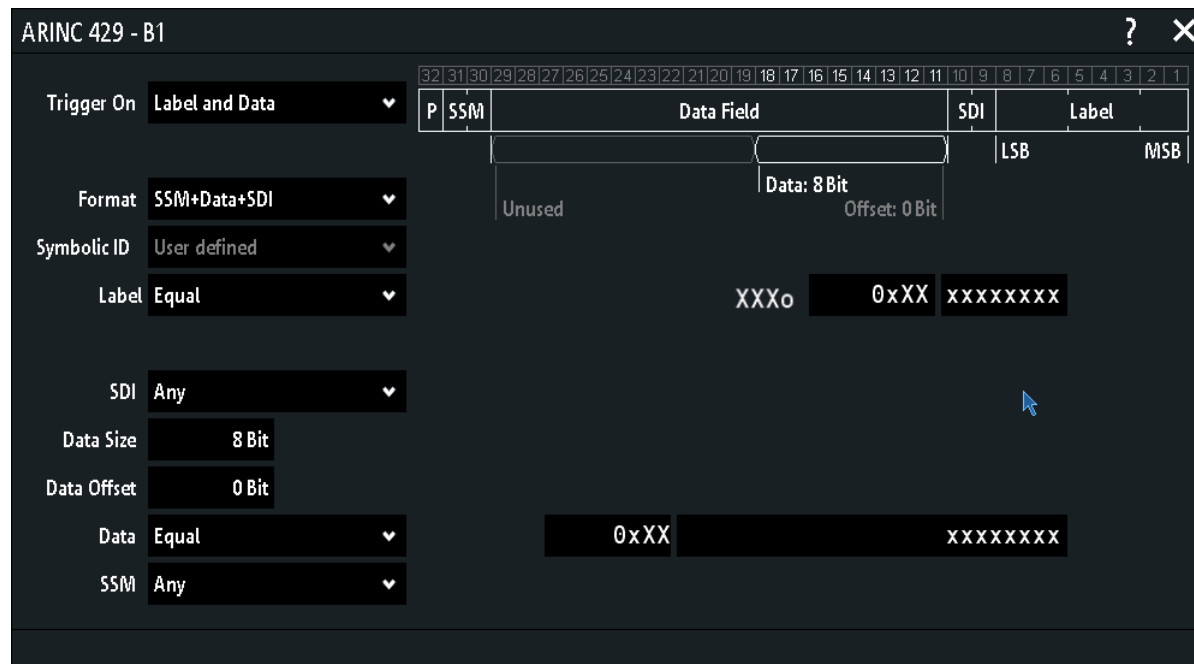 ARINC 429 - B1 ? ✕
32 31 30 29 28 27 26 25 24 23 22 21 20 19 18 17 16 15 14 13 12 11 10 9 8 7 6 5 4 3 2 1
Trigger On Label and Data
P SSM Data Field SDI Label
LSB MSB
Data: 8 Bit
Format SSM+Data+SDI
Unused Offset: 0 Bit
Symbolic ID User defined
Label Equal XXXo 0xXX xxxxxxxx
SDI Any
Data Size 8 Bit
Data Offset 0 Bit
Data Equal 0xXX xxxxxxxx
SSM Any